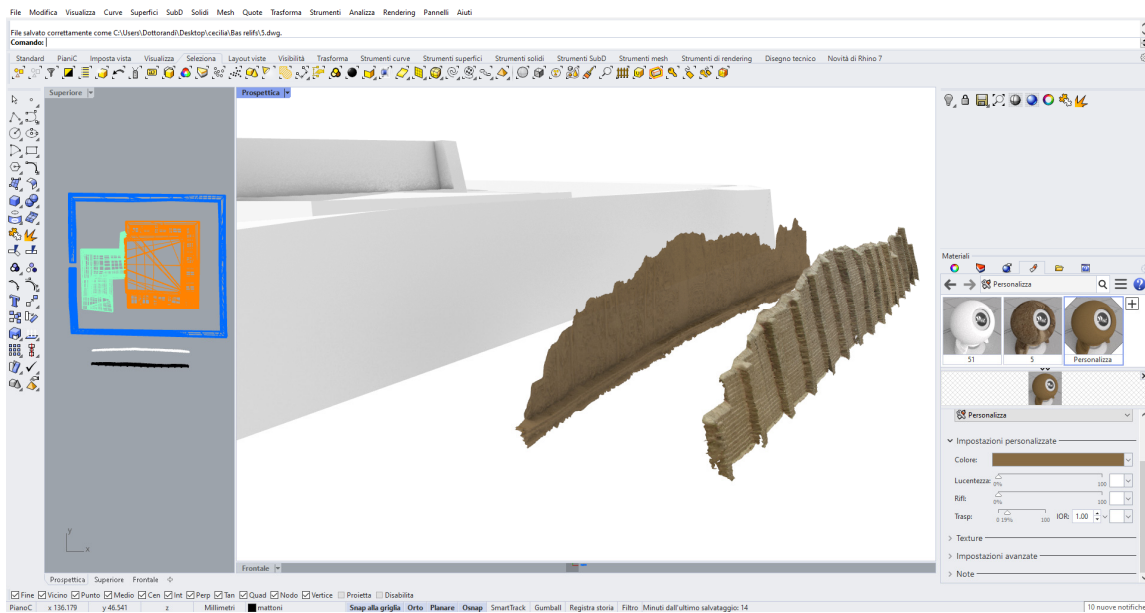 File Modifica Visualizza Curve Superfici SubD Solidi Mesh Quote Trasforma Strumenti Analizza Rendering Pannelli Aiuti
File salvato correttamente come C:\Users\Dottorandi\Desktop\cecilia\Bas relifs\5.dwg.
Comando:
Standard PianiC Imposta vista Visualizza Seleziona Layout viste Visibilità Trasforma Strumenti curve Strumenti superfici Strumenti solidi Strumenti SubD Strumenti mesh Strumenti di rendering Disegno tecnico Novità di Rhino 7
Superiore
Prospettica
Materiali
Personalizza
51 5 Personalizza
Personalizza
Impostazioni personalizzate
Colore:
Lucentezza: 0% 100
Rifl: 0% 100
Trasp: 0 19% 100 IOR: 1.00
Texture
Impostazioni avanzate
Note
y
x
Frontale
Prospettica Superiore Frontale
Fine Vicino Punto Medio Cen Int Perp Tan Quad Nodo Vertice Proietta Disabilita
PianoC x 136.179 y 46.541 z Millimetri mattoni Snap alla griglia Orto Planare Osnap SmartTrack Gumball Registra storia Filtro Minuti dall'ultimo salvataggio: 14
10 nuove notifiche